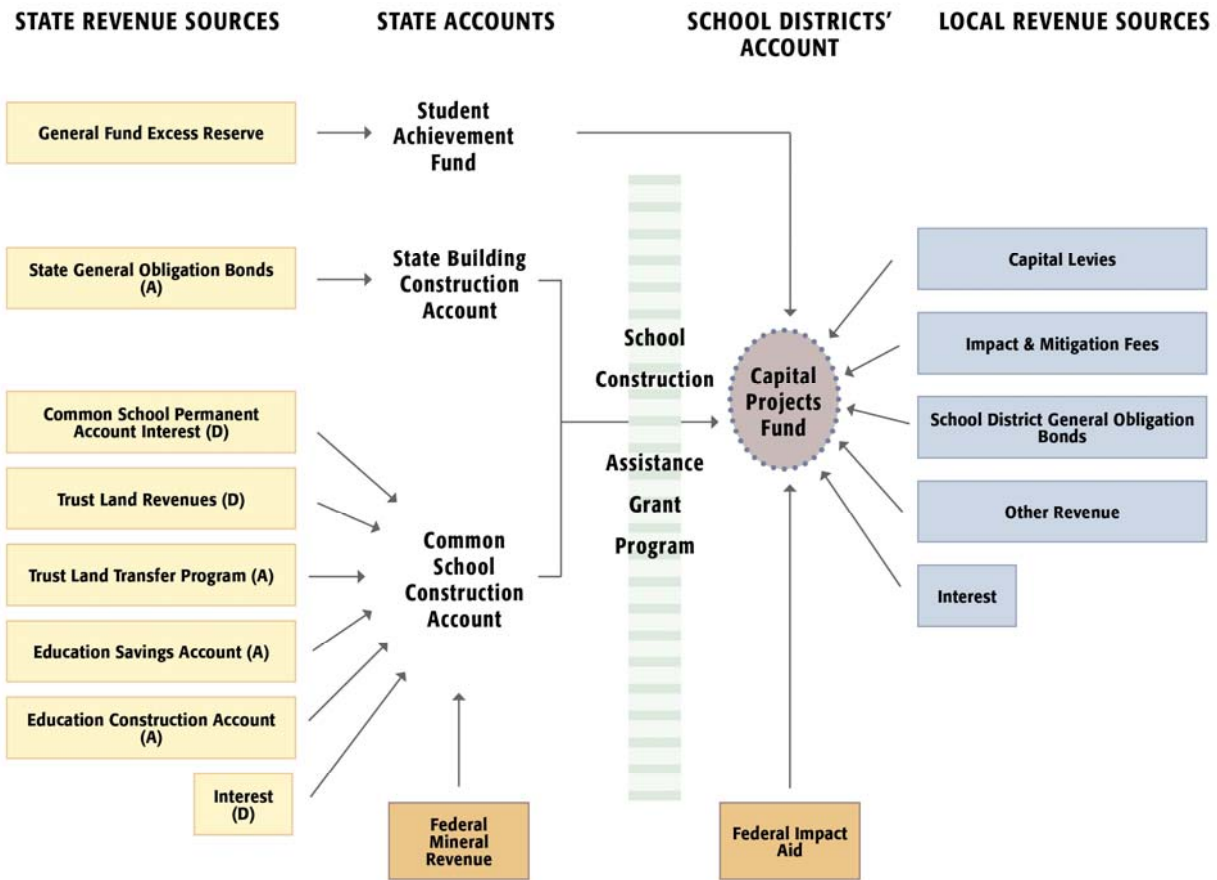 STATE REVENUE SOURCES
STATE ACCOUNTS
SCHOOL DISTRICTS’
ACCOUNT
LOCAL REVENUE SOURCES
General Fund Excess Reserve
State General Obligation Bonds
(A)
Common School Permanent
Account Interest (D)
Trust Land Revenues (D)
Trust Land Transfer Program (A)
Education Savings Account (A)
Education Construction Account
(A)
Interest
(D)
Student
Achievement
Fund
State Building
Construction
Account
Common
School
Construction
Account
Federal
Mineral
Revenue
School
Construction
Assistance
Grant
Program
Capital
Projects
Fund
Federal Impact
Aid
Capital Levies
Impact & Mitigation Fees
School District General Obligation
Bonds
Other Revenue
Interest